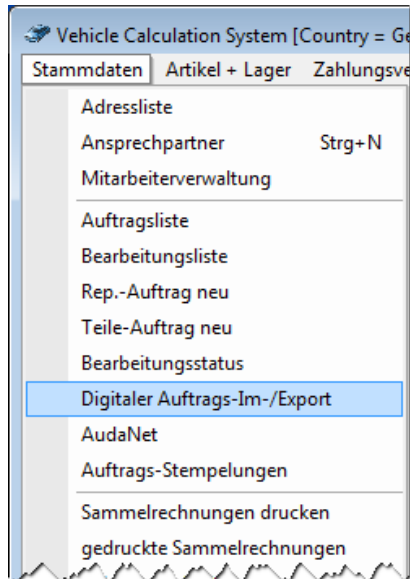 Vehicle Calculation System [Country = Ge
Stammdaten Artikel + Lager Zahlungsve
Adressliste
Ansprechpartner Strg+N
Mitarbeiterverwaltung
Auftragsliste
Bearbeitungsliste
Rep.-Auftrag neu
Teile-Auftrag neu
Bearbeitungsstatus
Digitaler Auftrags-Im-/Export
AudaNet
Auftrags-Stempelungen
Sammelrechnungen drucken
gedruckte Sammelrechnungen